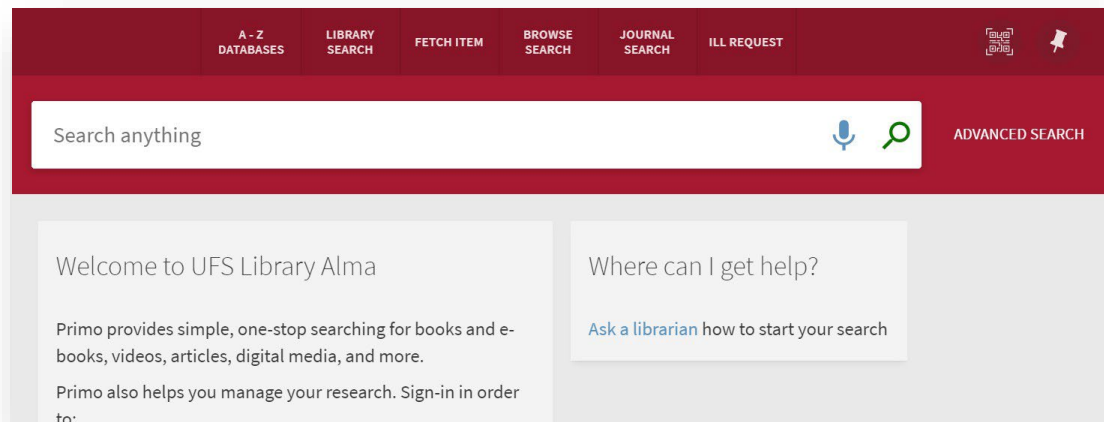 A - Z DATABASES
LIBRARY SEARCH
FETCH ITEM
BROWSE SEARCH
JOURNAL SEARCH
ILL REQUEST
Search anything
ADVANCED SEARCH
Welcome to UFS Library Alma
Primo provides simple, one-stop searching for books and e-
books, videos, articles, digital media, and more.
Primo also helps you manage your research. Sign-in in order
to:
Where can I get help?
Ask a librarian how to start your search